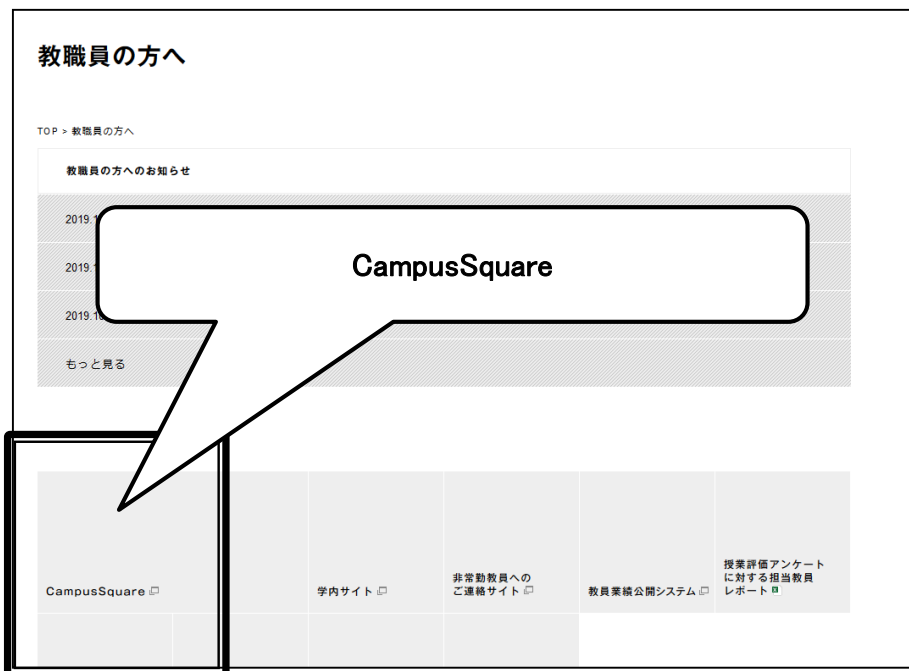 教職員の方へ
TOP > 教職員の方へ
教職員の方へのお知らせ
2019.1
2019.1
2019.10
もっと見る
CampusSquare
CampusSquare
学内サイト
非常勤教員への
ご連絡サイト
教員業績公開システム
授業評価アンケート
に対する担当教員
レポート